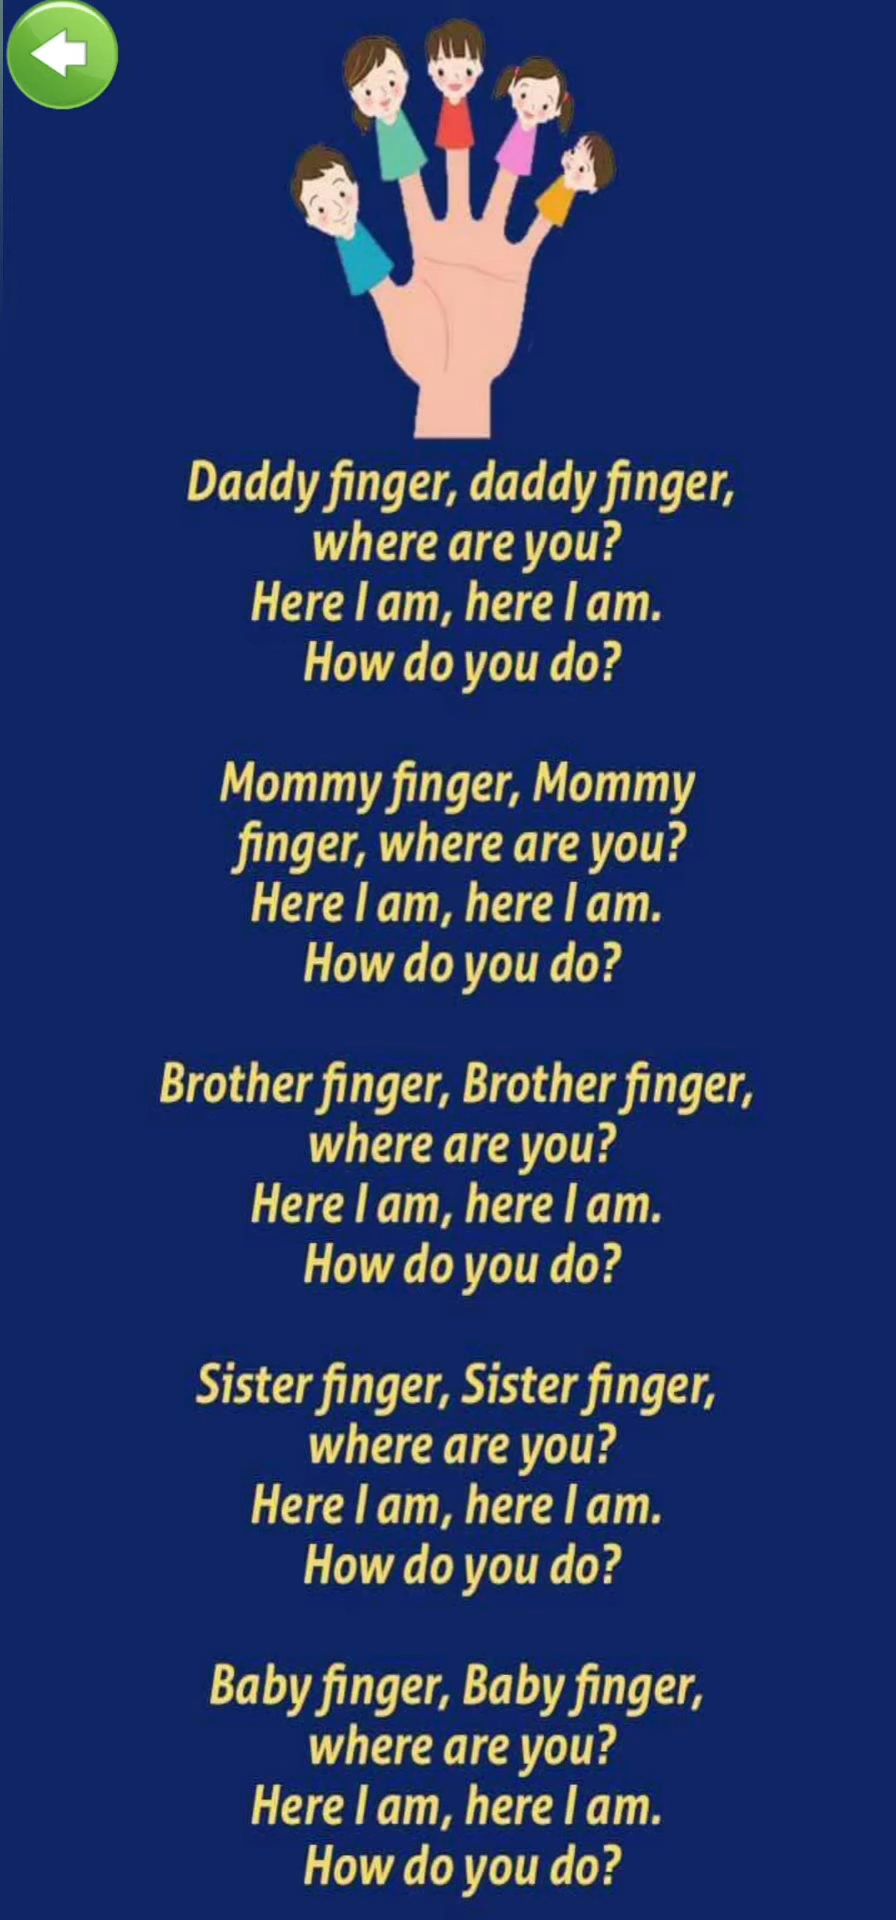 Daddy finger, daddy finger,
where are you?
Here I am, here I am.
How do you do?
Mommy finger, Mommy
finger, where are you?
Here I am, here I am.
How do you do?
Brother finger, Brother finger,
where are you?
Here I am, here I am.
How do you do?
Sister finger, Sister finger,
where are you?
Here I am, here I am.
How do you do?
Baby finger, Baby finger,
where are you?
Here I am, here I am.
How do you do?